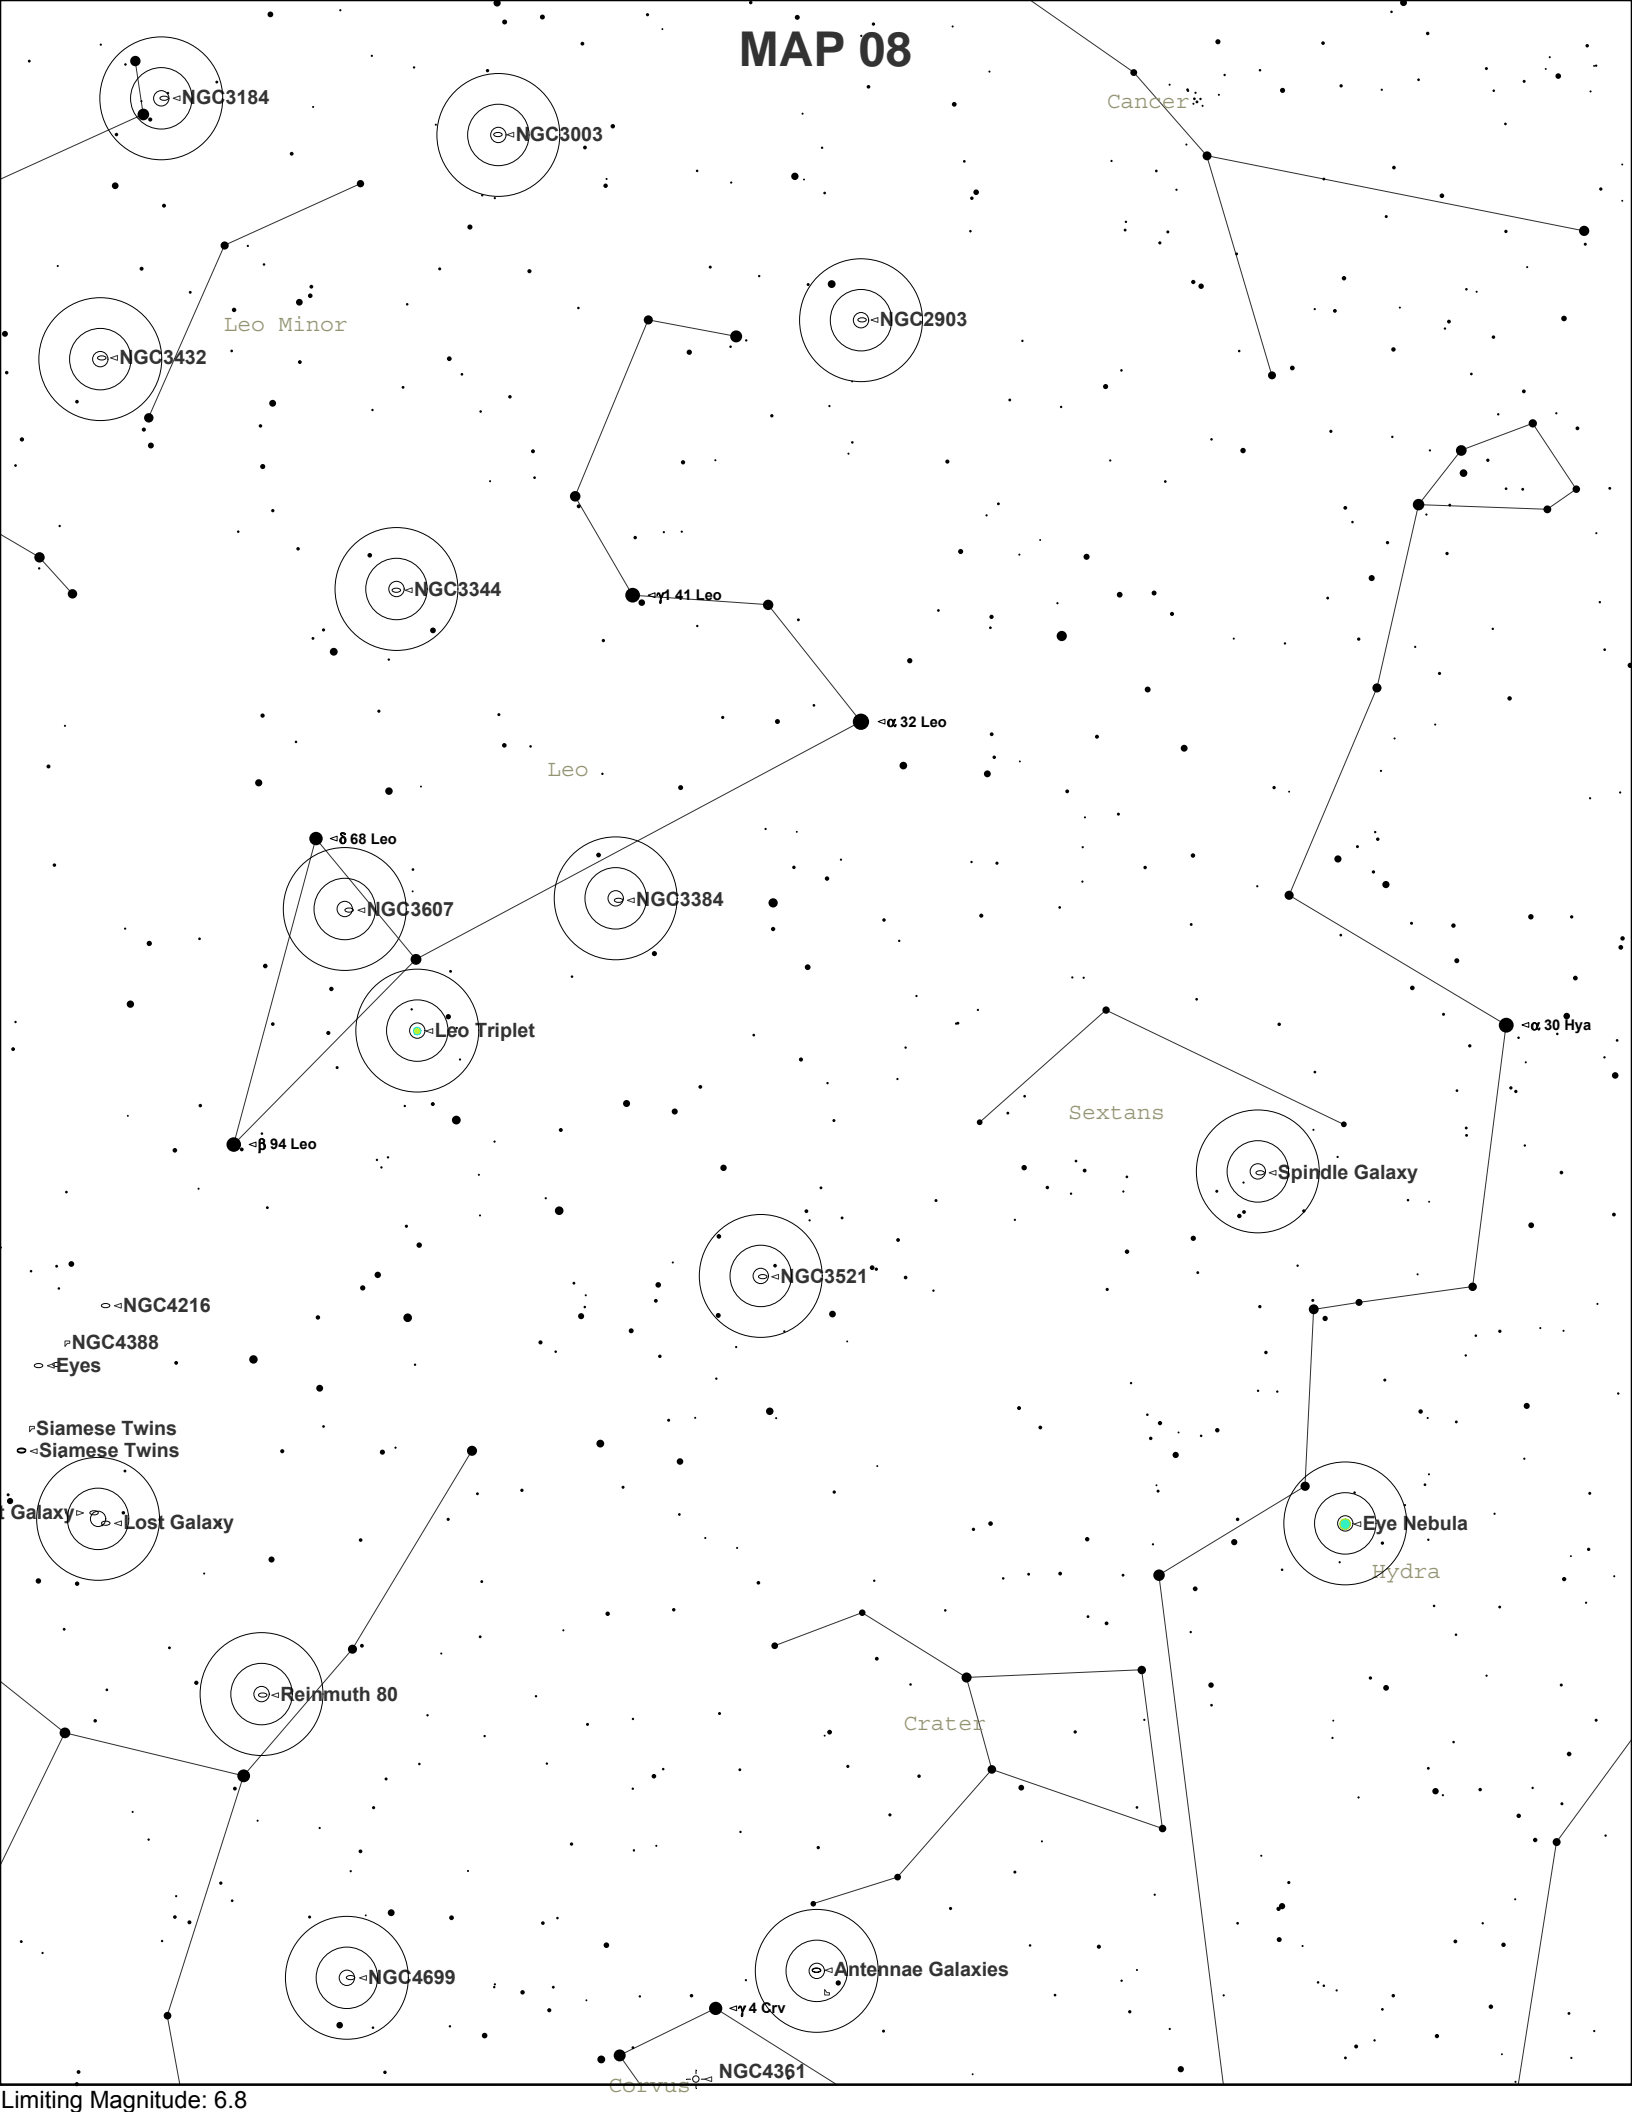 MAP 08
NGC3184
Cancer
NGC3003
NGC2903
Leo Minor
NGC3432
NGC3344
γ1 41 Leo
α 32 Leo
Leo
δ 68 Leo
NGC3607
NGC3384
Leo Triplet
α 30 Hya
Sextans
β 94 Leo
Spindle Galaxy
NGC3521
NGC4216
NGC4388
Eyes
Siamese Twins
Siamese Twins
t Galaxy
Lost Galaxy
Eye Nebula
Hydra
Reinmuth 80
Crater
Antennae Galaxies
NGC4699
γ 4 Crv
NGC4361
Corvus
Limiting Magnitude: 6.8